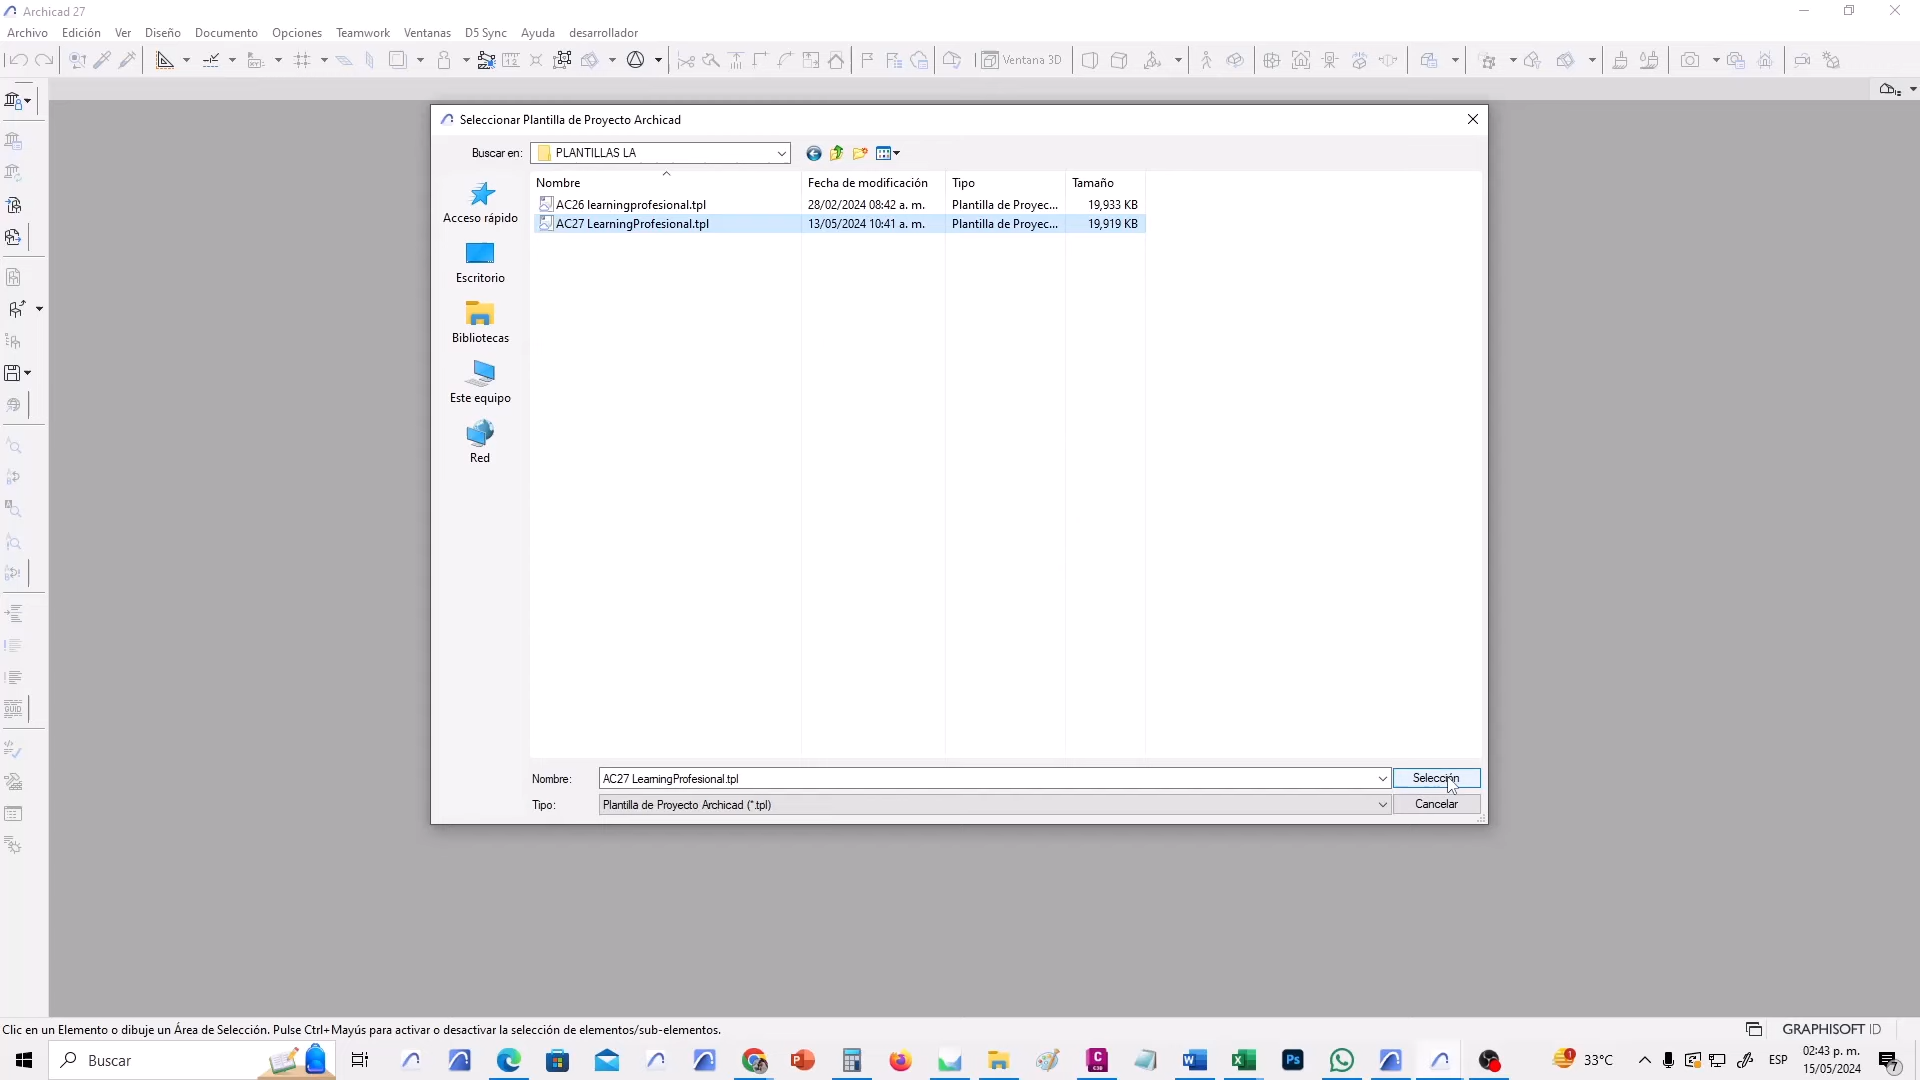 Archicad 27
Archivo Edición Ver Diseño Documento Opciones Teamwork Ventanas D5 Sync Ayuda desarrollador
Ventana 3D
Seleccionar Plantilla de Proyecto Archicad
Buscar en: PLANTILLAS LA
Nombre Fecha de modificación Tipo Tamaño
AC26 learningprofesional.tpl 28/02/2024 08:42 a. m. Plantilla de Proyec... 19,933 KB
AC27 LearningProfesional.tpl 13/05/2024 10:41 a. m. Plantilla de Proyec... 19,919 KB
Acceso rápido
Escritorio
Bibliotecas
Este equipo
Red
Nombre: AC27 LearningProfesional.tpl Selección
Tipo: Plantilla de Proyecto Archicad (*.tpl) Cancelar
Clic en un Elemento o dibuje un Área de Selección. Pulse Ctrl+Mayús para activar o desactivar la selección de elementos/sub-elementos.
GRAPHISOFT ID
Buscar
33°C
ESP
02:43 p. m.
15/05/2024
7